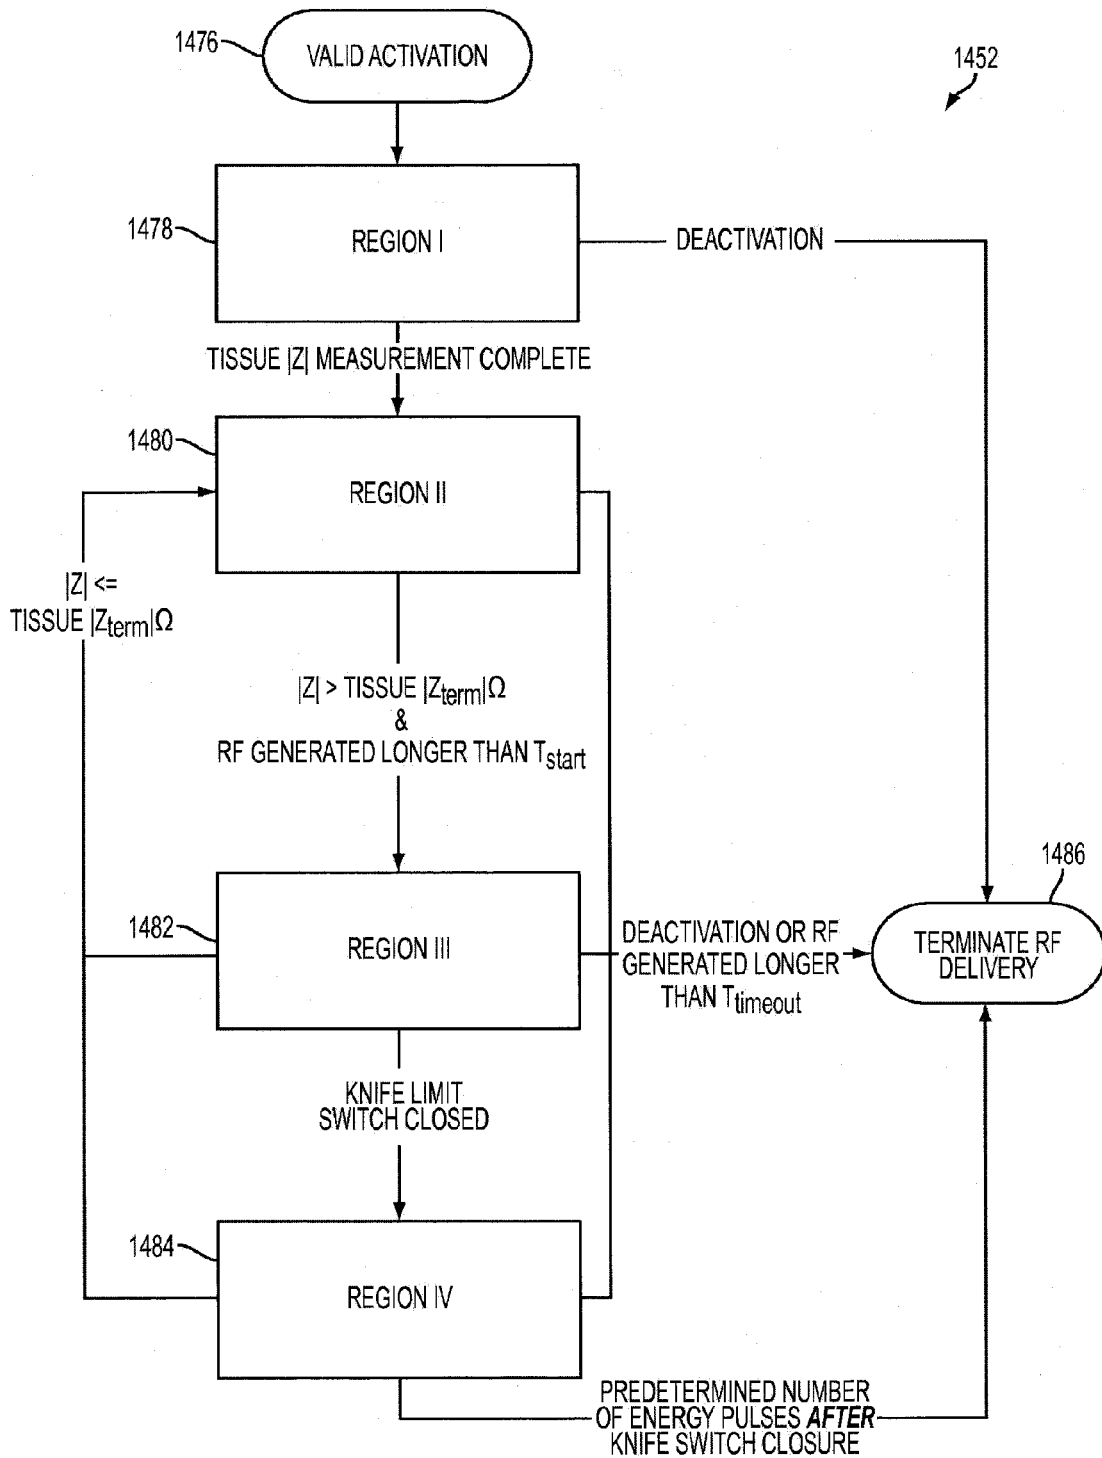 1476
VALID ACTIVATION
1452
1478
REGION I
DEACTIVATION
TISSUE |Z| MEASUREMENT COMPLETE
1480
REGION II
|Z| <=
TISSUE |Zterm|Ω
|Z| > TISSUE |Zterm|Ω
&
RF GENERATED LONGER THAN Tstart
1486
1482
REGION III
DEACTIVATION OR RF
GENERATED LONGER
THAN Ttimeout
TERMINATE RF
DELIVERY
KNIFE LIMIT
SWITCH CLOSED
1484
REGION IV
PREDETERMINED NUMBER
OF ENERGY PULSES AFTER
KNIFE SWITCH CLOSURE